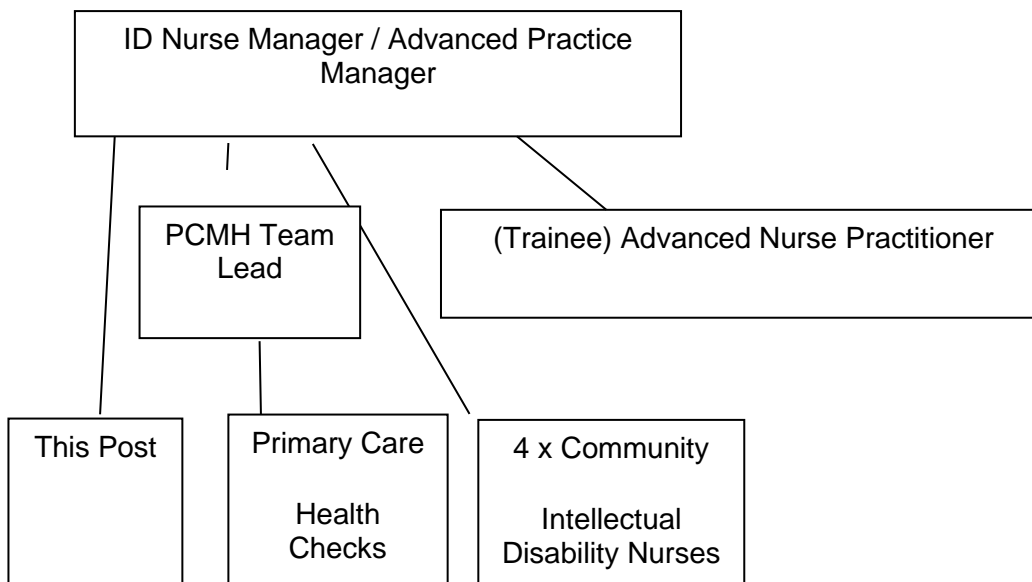 ID Nurse Manager / Advanced Practice
Manager
PCMH Team
Lead
(Trainee) Advanced Nurse Practitioner
This Post
Primary Care
Health
Checks
4 x Community
Intellectual
Disability Nurses